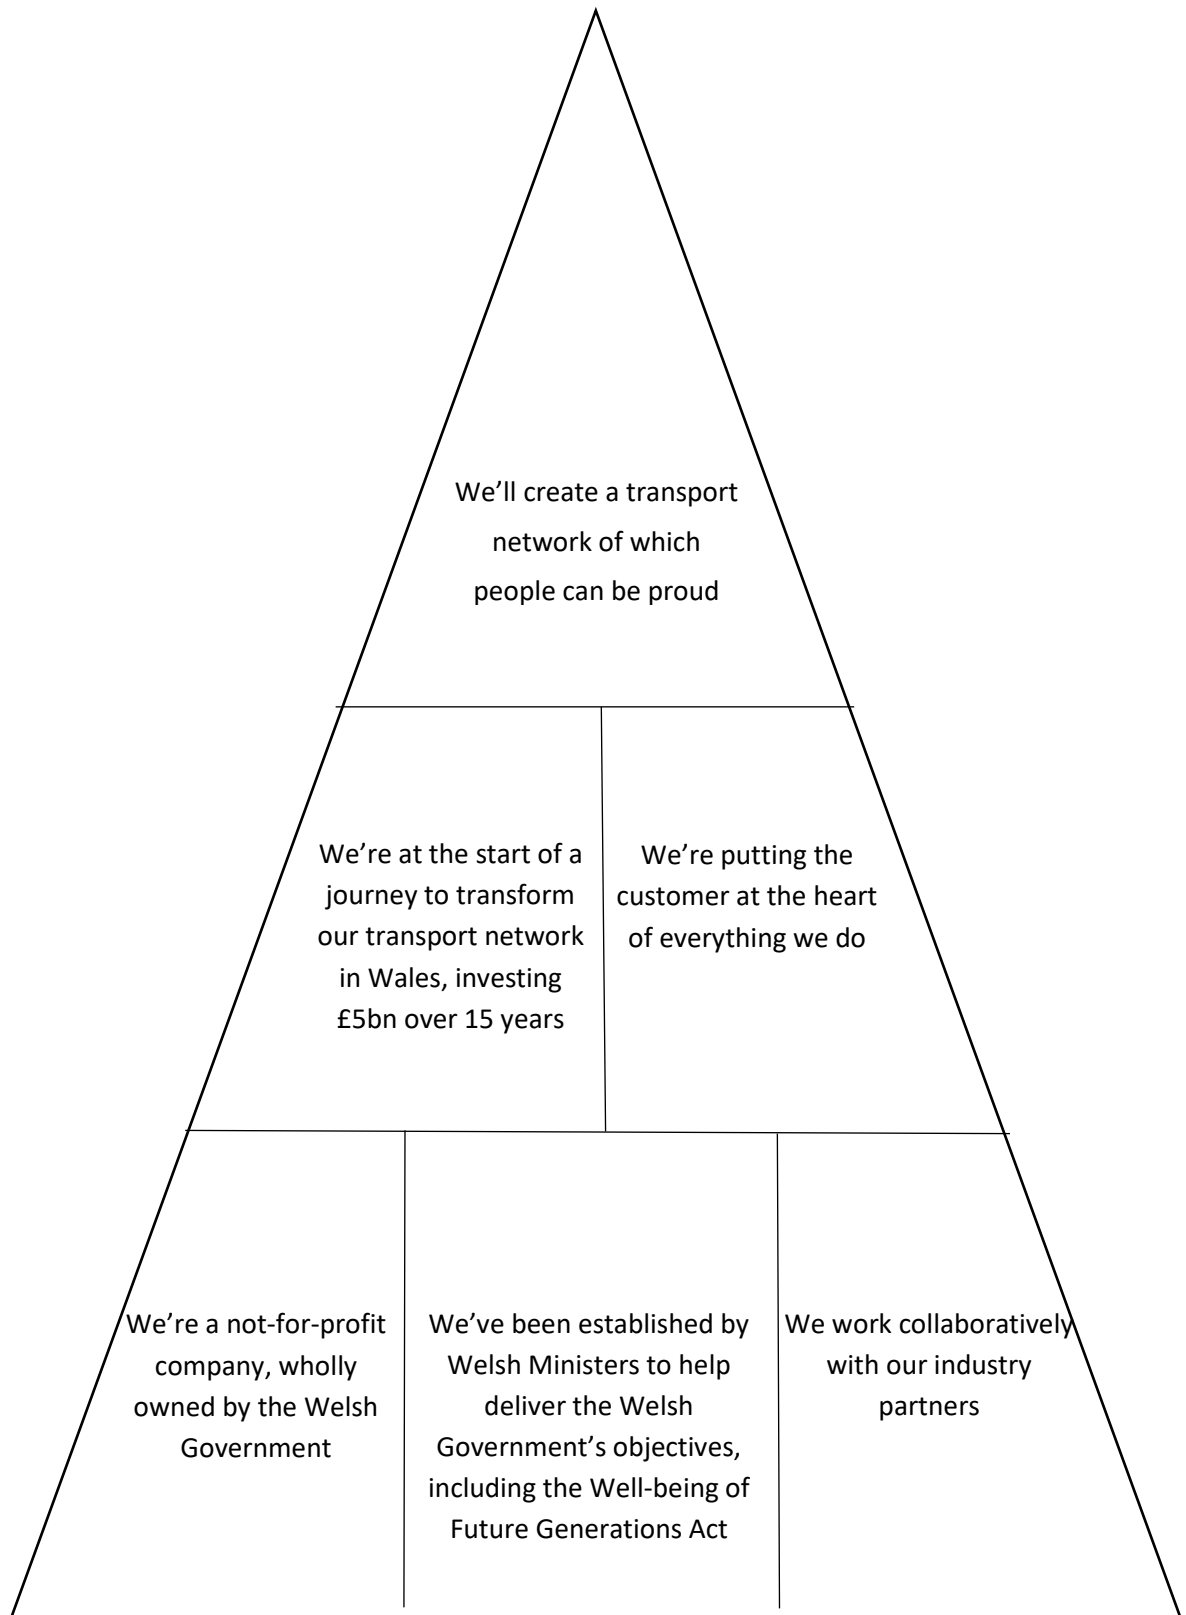 We’ll create a transport
network of which
people can be proud
We’re at the start of a
journey to transform
our transport network
in Wales, investing
£5bn over 15 years
We’re putting the
customer at the heart
of everything we do
We’re a not-for-profit
company, wholly
owned by the Welsh
Government
We’ve been established by
Welsh Ministers to help
deliver the Welsh
Government’s objectives,
including the Well-being of
Future Generations Act
We work collaboratively
with our industry
partners